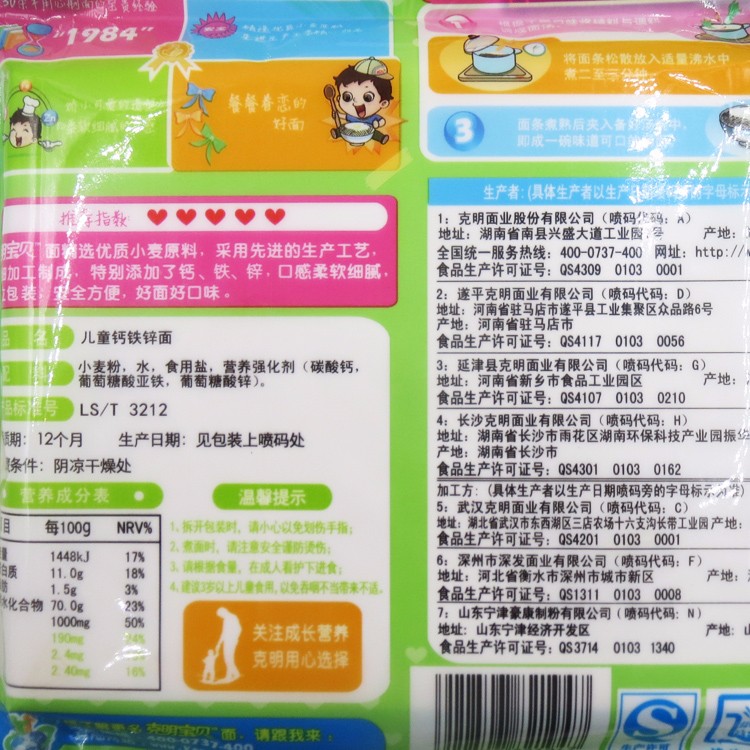 "1984"
餐餐眷恋的
好面
将面条松散放入适量沸水中
煮二至三分钟
3
面条煮熟后夹入备好汤碗中,
即成一碗味道可口的
推荐指数
宝贝"面精选优质小麦原料，采用先进的生产工艺，
加工制成，特别添加了钙、铁、锌，口感柔软细腻，
包装，安全方便，好面好口味。
品 名
儿童钙铁锌面
小麦粉，水，食用盐，营养强化剂（碳酸钙，
葡萄糖酸亚铁，葡萄糖酸锌）。
品标准号
LS/T 3212
质期：12个月
生产日期：见包装上喷码处
条件：阴凉干燥处
营养成分表
目 每100g NRV%
1448kJ 17%
白质 11.0g 18%
1.5g 3%
水化合物 70.0g 23%
1000mg 50%
190mg 24%
2.4mg
2.40mg 16%
温馨提示
1、拆开包装时，请小心以免划伤手指；
2、煮面时，请注意安全谨防烫伤；
3、请根据食量，在成人看护下进食；
4、建议3岁以上儿童食用，以免吞咽不当带来不适。
关注成长营养
克明用心选择
生产者：(具体生产者以生产日期喷码旁的字母标示
1：克明面业股份有限公司（喷码代码：A）
地址：湖南省南县兴盛大道工业园1号 产地：
全国统一服务热线：400-0737-400 网址：http://w
食品生产许可证号：QS4309 0103 0001
2：遂平克明面业有限公司（喷码代码：D）
地址：河南省驻马店市遂平县工业集聚区众品路6号
产地：河南省驻马店市
食品生产许可证号：QS4117 0103 0056
3：延津县克明面业有限公司（喷码代码：G）
地址：河南省新乡市食品工业园区 产地：
食品生产许可证号：QS4107 0103 0210
4：长沙克明面业有限公司（喷码代码：H）
地址：湖南省长沙市雨花区湖南环保科技产业园振华
产地：湖南省长沙市
食品生产许可证号：QS4301 0103 0162
加工方：(具体生产者以生产日期喷码旁的字母标示为准)
5：武汉克明面业有限公司（喷码代码：C）
地址：湖北省武汉市东西湖区三店农场十六支沟长带工业园 产地：
食品生产许可证号：QS4201 0103 0001
6：深州市深发面业有限公司（喷码代码：F）
地址：河北省衡水市深州市城市新区 产地：
食品生产许可证号：QS1311 0103 0008
7：山东宁津豪康制粉有限公司（喷码代码：N）
地址：山东宁津经济开发区 产地：山
食品生产许可证号：QS3714 0103 1340
克明宝贝"面，请跟我来：
400-0737-400